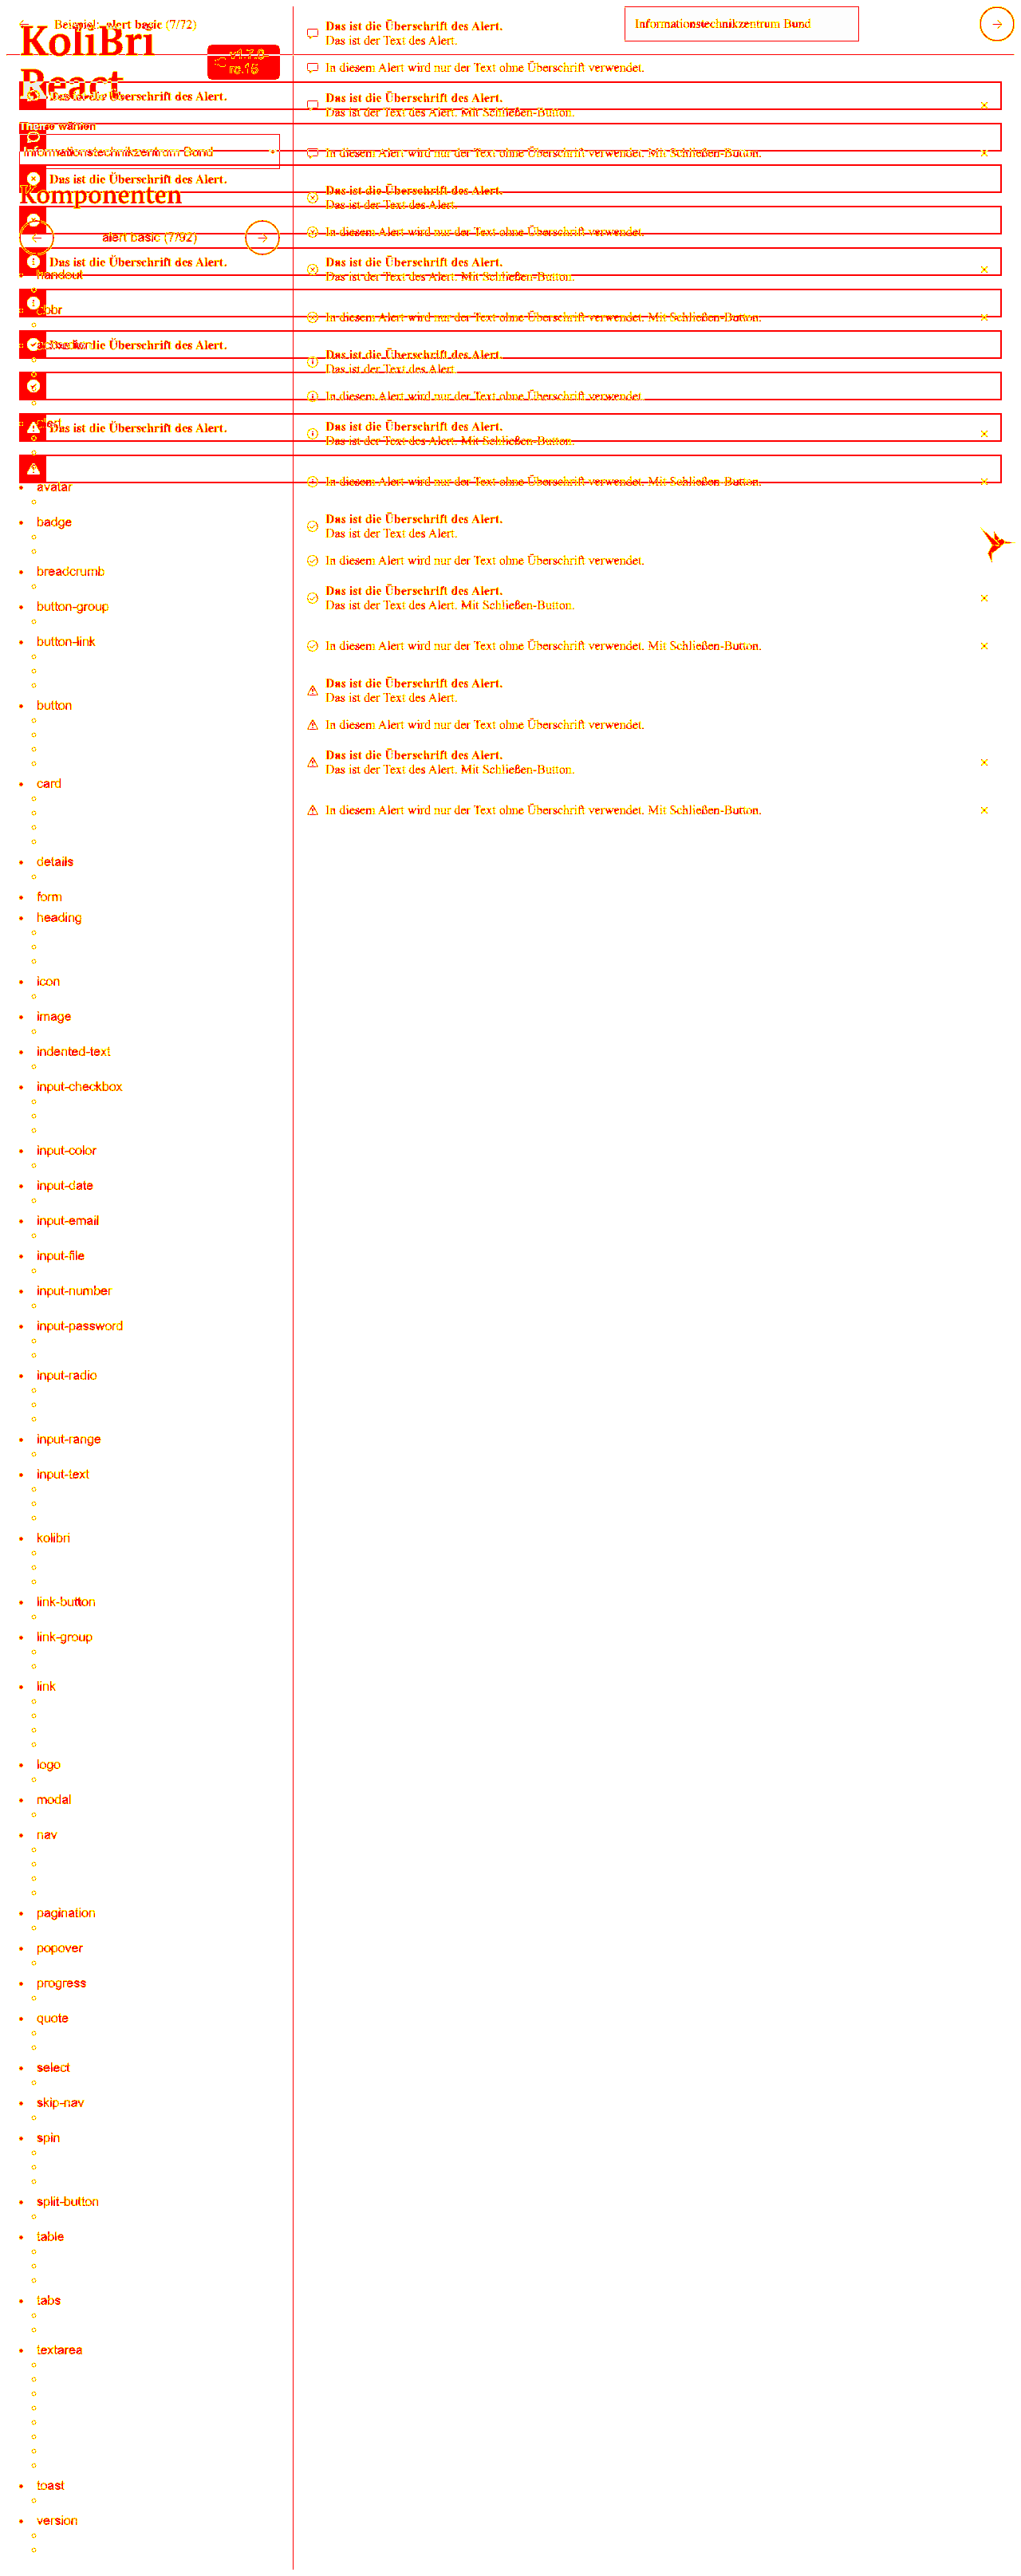 Beispiel: alert basic (7/72)
Informationstechnikzentrum Bund
KoliBri
React
v1.7.0-
rc.15
Das ist die Überschrift des Alert.
Theme wählen
Informationstechnikzentrum Bund
Das ist die Überschrift des Alert.
Komponenten
alert basic (7/92)
Das ist die Überschrift des Alert.
handout
abbr
accordion
Das ist die Überschrift des Alert.
alert
Das ist die Überschrift des Alert.
avatar
badge
breadcrumb
button-group
button-link
button
card
details
form
heading
icon
image
indented-text
input-checkbox
input-color
input-date
input-email
input-file
input-number
input-password
input-radio
input-range
input-text
kolibri
link-button
link-group
link
logo
modal
nav
pagination
popover
progress
quote
select
skip-nav
spin
split-button
table
tabs
textarea
toast
version
Das ist die Überschrift des Alert.
Das ist der Text des Alert.
In diesem Alert wird nur der Text ohne Überschrift verwendet.
Das ist die Überschrift des Alert.
Das ist der Text des Alert. Mit Schließen-Button.
In diesem Alert wird nur der Text ohne Überschrift verwendet. Mit Schließen-Button.
Das ist die Überschrift des Alert.
Das ist der Text des Alert.
In diesem Alert wird nur der Text ohne Überschrift verwendet.
Das ist die Überschrift des Alert.
Das ist der Text des Alert. Mit Schließen-Button.
In diesem Alert wird nur der Text ohne Überschrift verwendet. Mit Schließen-Button.
Das ist die Überschrift des Alert.
Das ist der Text des Alert.
In diesem Alert wird nur der Text ohne Überschrift verwendet.
Das ist die Überschrift des Alert.
Das ist der Text des Alert. Mit Schließen-Button.
In diesem Alert wird nur der Text ohne Überschrift verwendet. Mit Schließen-Button.
Das ist die Überschrift des Alert.
Das ist der Text des Alert.
In diesem Alert wird nur der Text ohne Überschrift verwendet.
Das ist die Überschrift des Alert.
Das ist der Text des Alert. Mit Schließen-Button.
In diesem Alert wird nur der Text ohne Überschrift verwendet. Mit Schließen-Button.
Das ist die Überschrift des Alert.
Das ist der Text des Alert.
In diesem Alert wird nur der Text ohne Überschrift verwendet.
Das ist die Überschrift des Alert.
Das ist der Text des Alert. Mit Schließen-Button.
In diesem Alert wird nur der Text ohne Überschrift verwendet. Mit Schließen-Button.